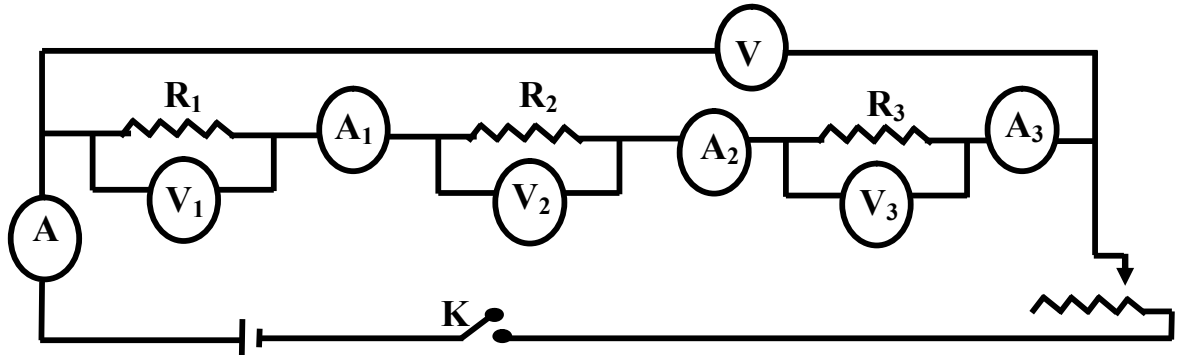 V
R₁ A₁ R₂ A₂ R₃ A₃
V₁ V₂ V₃
A
K